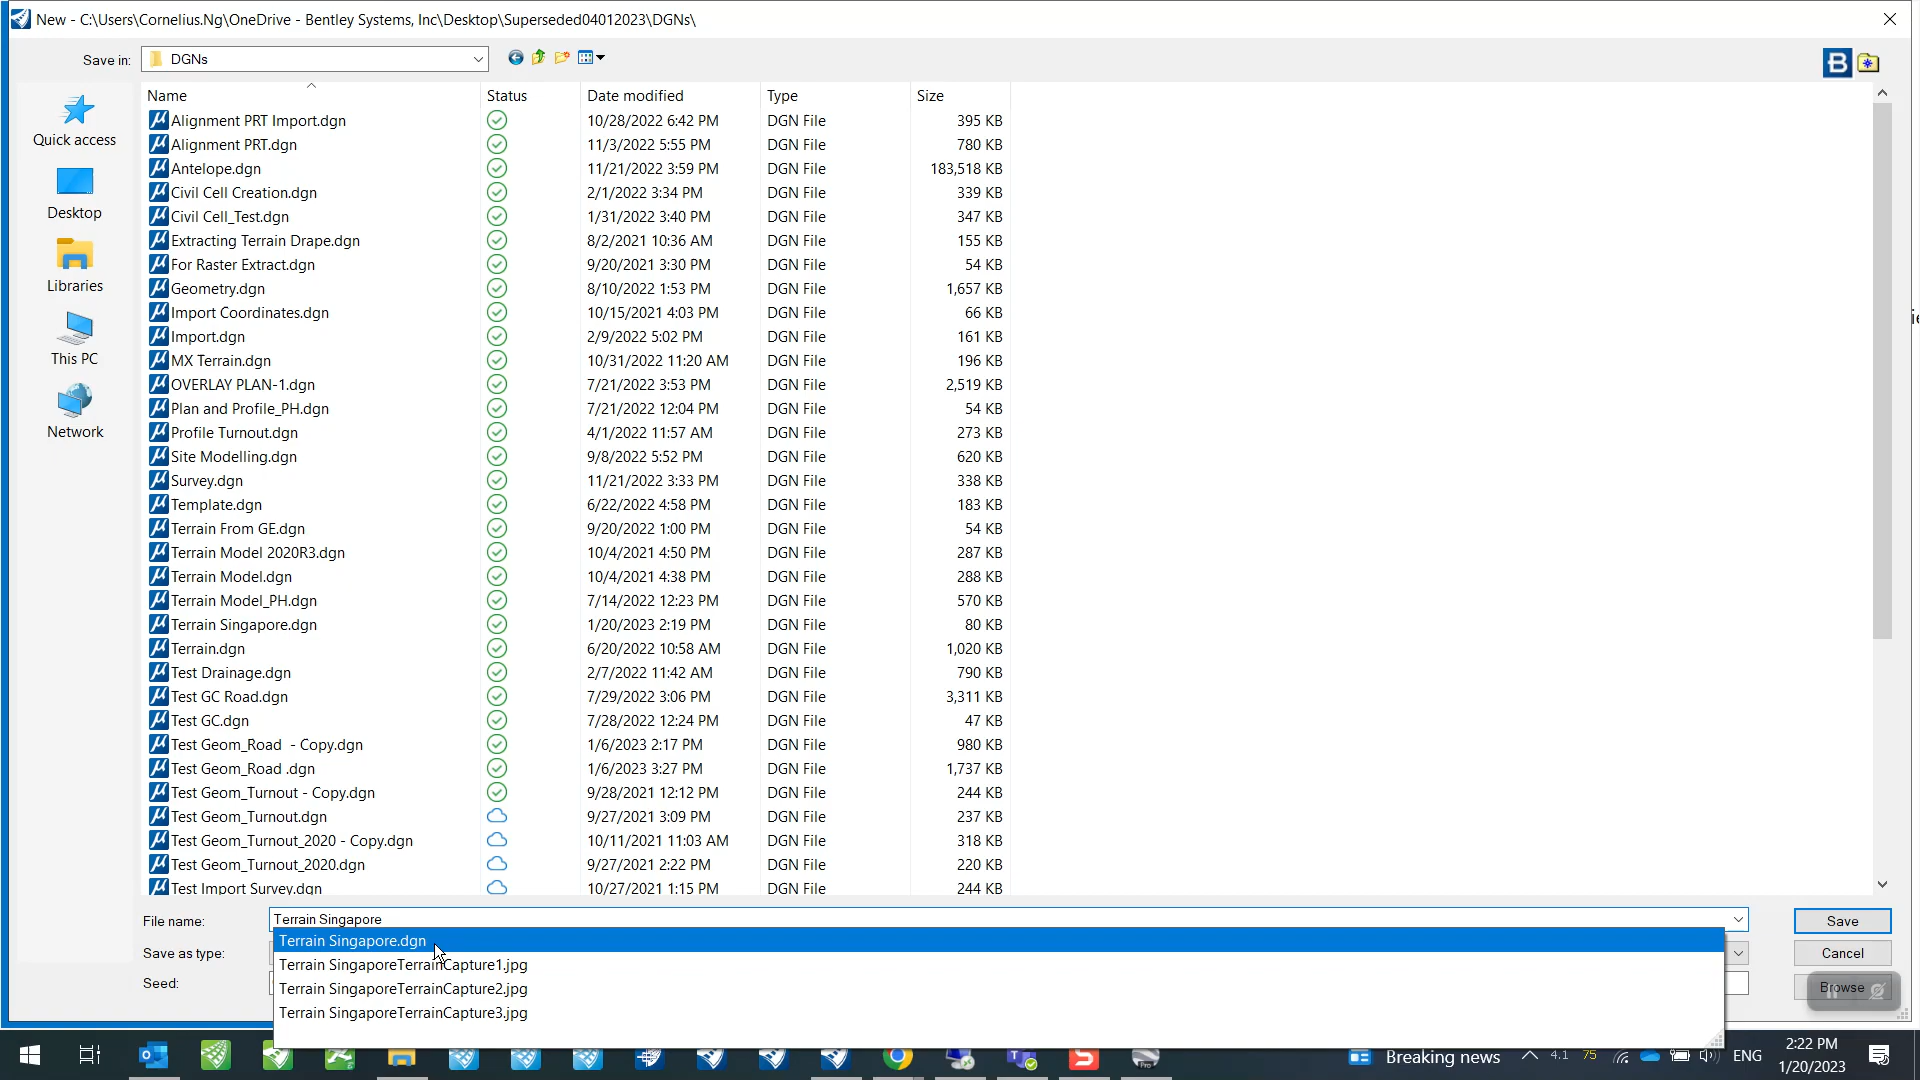 New - C:\Users\Cornelius.Ng\OneDrive - Bentley Systems, Inc\Desktop\Superseded04012023\DGNs\
Save in: DGNs
B
Quick access
Desktop
Libraries
This PC
Network
Name Status Date modified Type Size
Alignment PRT Import.dgn 10/28/2022 6:42 PM DGN File 395 KB
Alignment PRT.dgn 11/3/2022 5:55 PM DGN File 780 KB
Antelope.dgn 11/21/2022 3:59 PM DGN File 183,518 KB
Civil Cell Creation.dgn 2/1/2022 3:34 PM DGN File 339 KB
Civil Cell_Test.dgn 1/31/2022 3:40 PM DGN File 347 KB
Extracting Terrain Drape.dgn 8/2/2021 10:36 AM DGN File 155 KB
For Raster Extract.dgn 9/20/2021 3:30 PM DGN File 54 KB
Geometry.dgn 8/10/2022 1:53 PM DGN File 1,657 KB
Import Coordinates.dgn 10/15/2021 4:03 PM DGN File 66 KB
Import.dgn 2/9/2022 5:02 PM DGN File 161 KB
MX Terrain.dgn 10/31/2022 11:20 AM DGN File 196 KB
OVERLAY PLAN-1.dgn 7/21/2022 3:53 PM DGN File 2,519 KB
Plan and Profile_PH.dgn 7/21/2022 12:04 PM DGN File 54 KB
Profile Turnout.dgn 4/1/2022 11:57 AM DGN File 273 KB
Site Modelling.dgn 9/8/2022 5:52 PM DGN File 620 KB
Survey.dgn 11/21/2022 3:33 PM DGN File 338 KB
Template.dgn 6/22/2022 4:58 PM DGN File 183 KB
Terrain From GE.dgn 9/20/2022 1:00 PM DGN File 54 KB
Terrain Model 2020R3.dgn 10/4/2021 4:50 PM DGN File 287 KB
Terrain Model.dgn 10/4/2021 4:38 PM DGN File 288 KB
Terrain Model_PH.dgn 7/14/2022 12:23 PM DGN File 570 KB
Terrain Singapore.dgn 1/20/2023 2:19 PM DGN File 80 KB
Terrain.dgn 6/20/2022 10:58 AM DGN File 1,020 KB
Test Drainage.dgn 2/7/2022 11:42 AM DGN File 790 KB
Test GC Road.dgn 7/29/2022 3:06 PM DGN File 3,311 KB
Test GC.dgn 7/28/2022 12:24 PM DGN File 47 KB
Test Geom_Road  - Copy.dgn 1/6/2023 2:17 PM DGN File 980 KB
Test Geom_Road .dgn 1/6/2023 3:27 PM DGN File 1,737 KB
Test Geom_Turnout - Copy.dgn 9/28/2021 12:12 PM DGN File 244 KB
Test Geom_Turnout.dgn 9/27/2021 3:09 PM DGN File 237 KB
Test Geom_Turnout_2020 - Copy.dgn 10/11/2021 11:03 AM DGN File 318 KB
Test Geom_Turnout_2020.dgn 9/27/2021 2:22 PM DGN File 220 KB
Test Import Survey.dgn 10/27/2021 1:15 PM DGN File 244 KB
File name: Terrain Singapore Save
Terrain Singapore.dgn
Save as type: Cancel
Terrain SingaporeTerrainCapture1.jpg
Seed: Browse
Terrain SingaporeTerrainCapture2.jpg
Terrain SingaporeTerrainCapture3.jpg
Breaking news 4.1 75 ENG
2:22 PM
1/20/2023